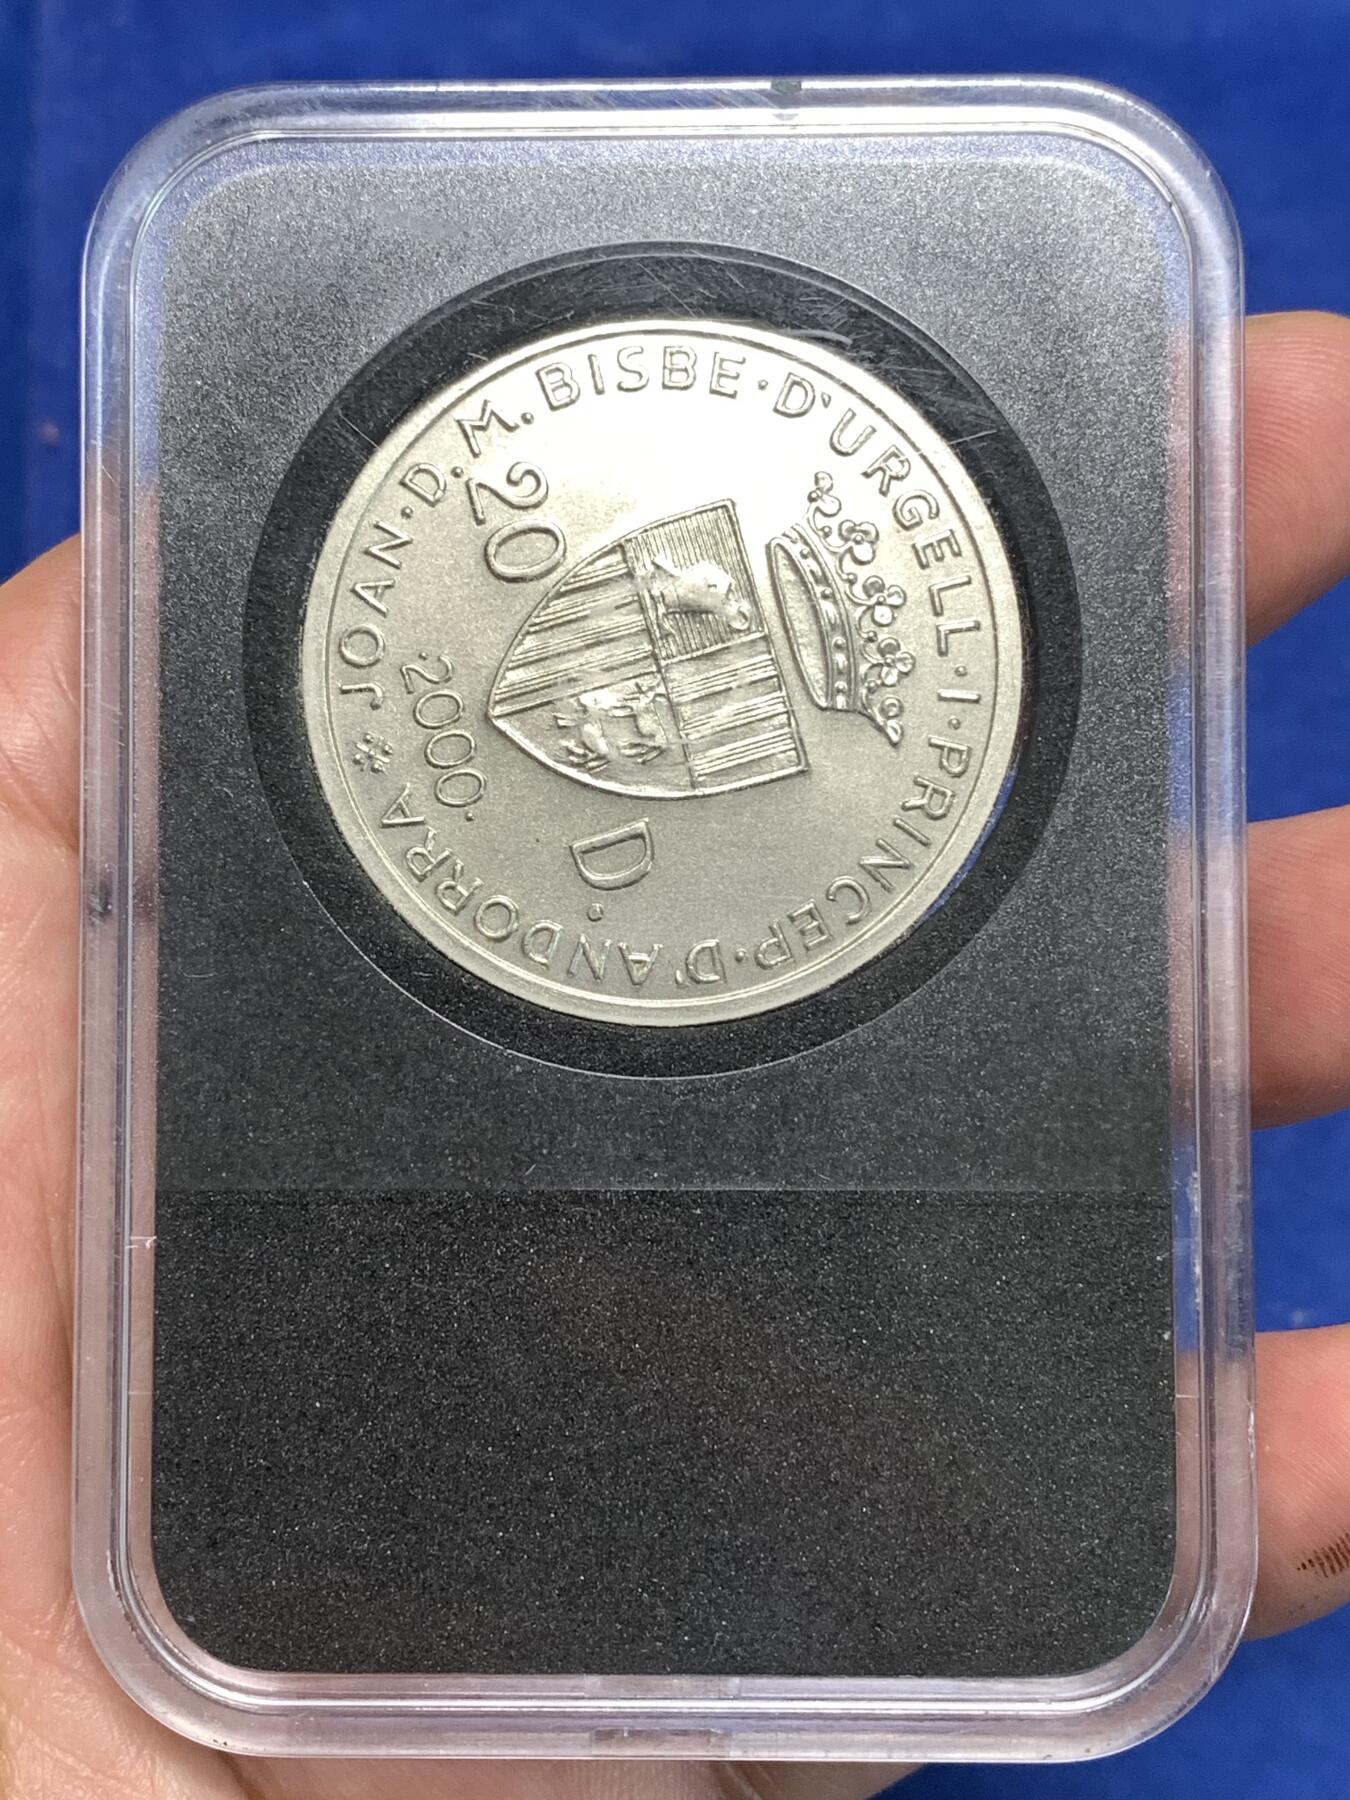 JOAN·D.M.BISBE·D'URGELL·I·PRINCEP·D'ANDORRA
20 D
·2000·